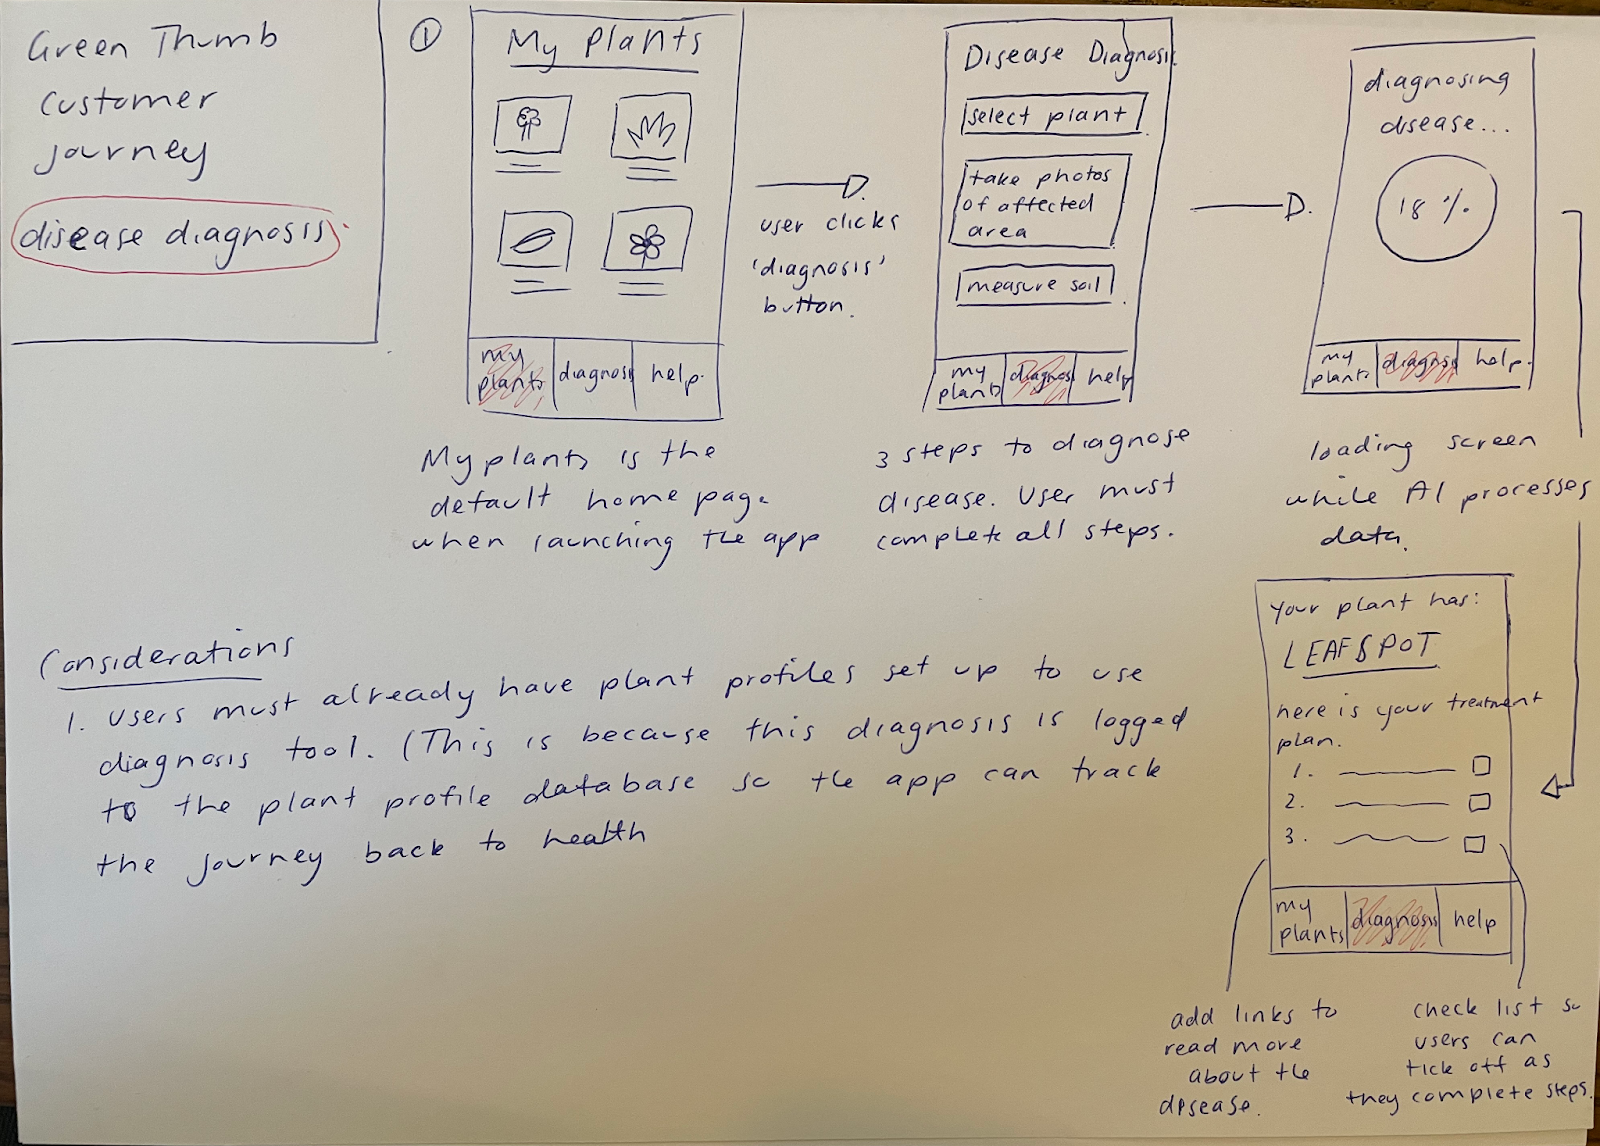 Green Thumb
customer
journey
disease diagnosis
1
My plants
my
plants
diagnosis
help.
My plants is the
default home page
when launching the app
user clicks
'diagnosis'
button.
Disease Diagnosis
select plant
take photos
of affected
area
measure soil
my
plants
diagnosis
help
3 steps to diagnose
disease. User must
complete all steps.
diagnosing
disease...
18 %
my
plants
diagnosis
help.
loading screen
while AI processes
data.
your plant has:
LEAFSPOT
here is your treatment
plan.
1.
2.
3.
my
plants
diagnosis
help
add links to
read more
about the
disease.
check list so
users can
tick off as
they complete steps.
Considerations
1. users must already have plant profiles set up to use
diagnosis tool. (This is because this diagnosis is logged
to the plant profile database so the app can track
the journey back to health